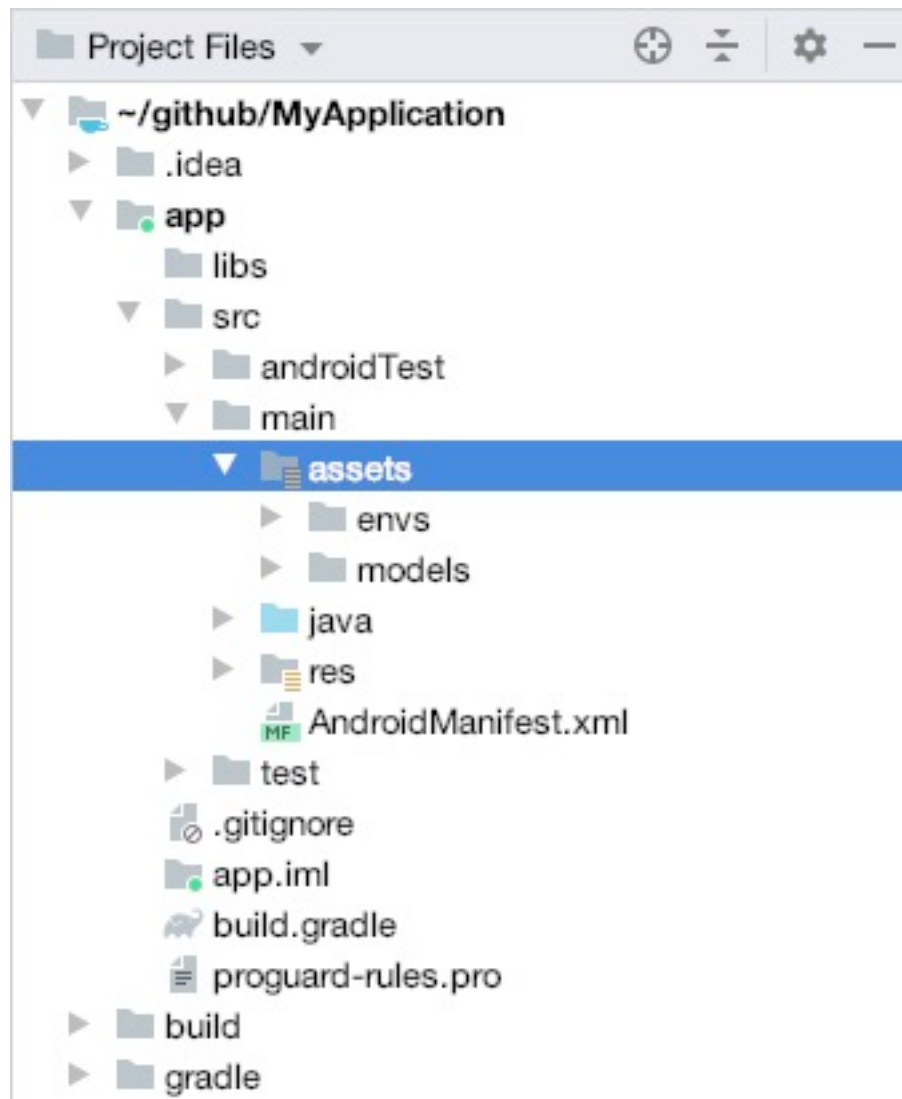 Project Files
~/github/MyApplication
.idea
app
libs
src
androidTest
main
assets
envs
models
java
res
MF AndroidManifest.xml
test
.gitignore
app.iml
build.gradle
proguard-rules.pro
build
gradle